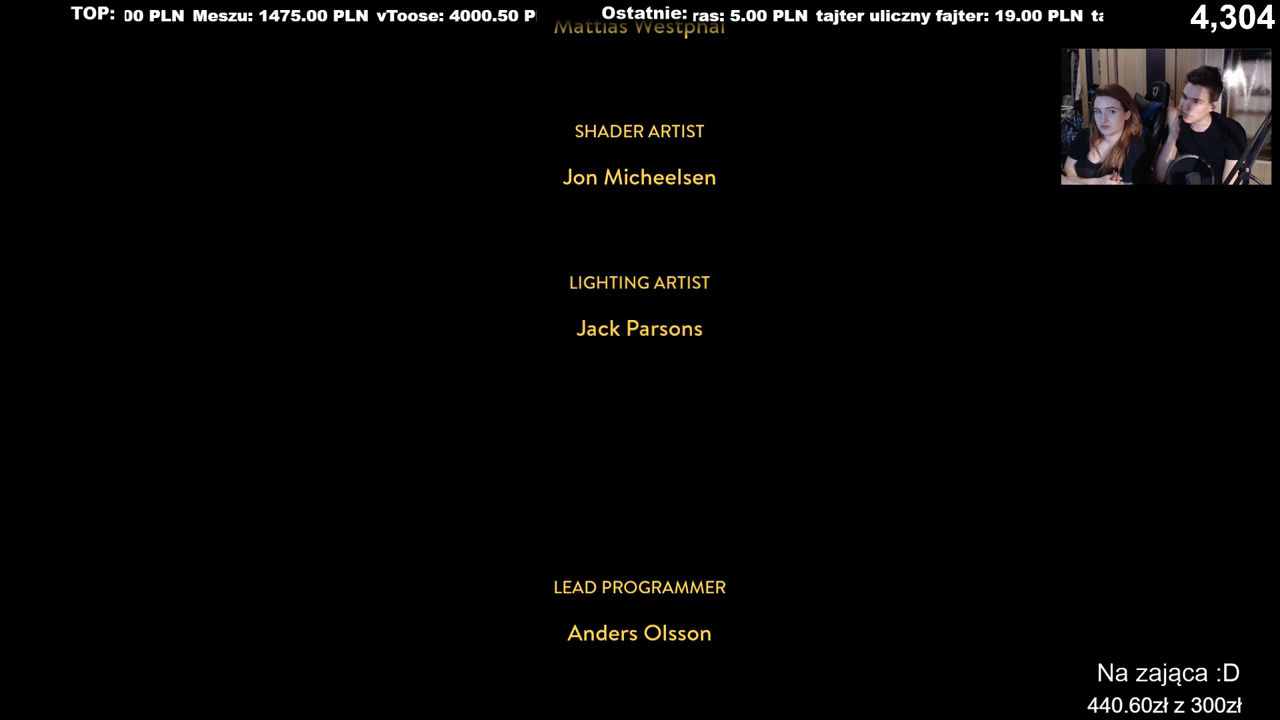 TOP: 00 PLN Meszu: 1475.00 PLN vToose: 4000.50 P
Ostatnie: ras: 5.00 PLN tajter uliczny fajter: 19.00 PLN ta
4,304
Mattias Westphal
SHADER ARTIST
Jon Micheelsen
LIGHTING ARTIST
Jack Parsons
LEAD PROGRAMMER
Anders Olsson
Na zająca :D
440.60zł z 300zł